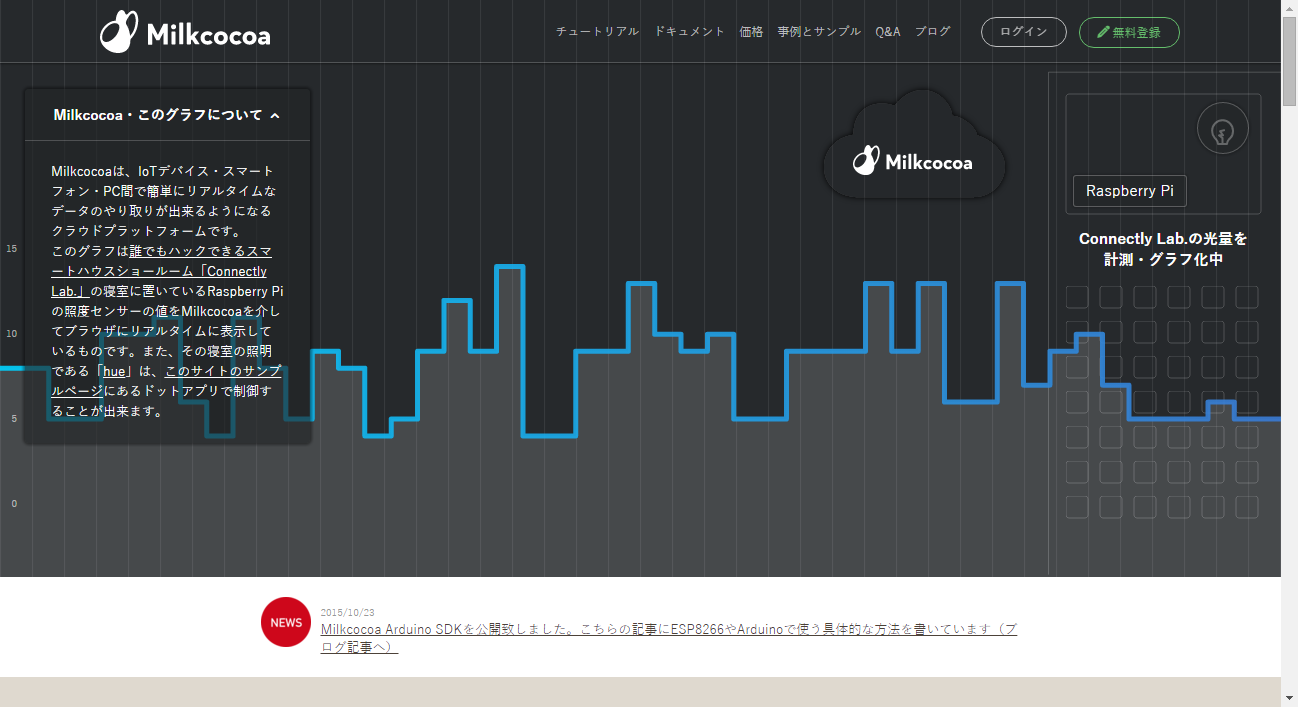 Milkcocoa
チュートリアル ドキュメント 価格 事例とサンプル Q&A ブログ ログイン 無料登録
Milkcocoa・このグラフについて
Milkcocoaは、IoTデバイス・スマート
フォン・PC間で簡単にリアルタイムな
データのやり取りが出来るようになる
クラウドプラットフォームです。
このグラフは誰でもハックできるスマ
ートハウスショールーム「Connectly
Lab.」の寝室に置いているRaspberry Pi
の照度センサーの値をMilkcocoaを介し
てブラウザにリアルタイムに表示して
いるものです。また、その寝室の照明
である「hue」は、このサイトのサンプ
ルページにあるドットアプリで制御す
ることが出来ます。
15
10
5
0
Milkcocoa
Raspberry Pi
Connectly Lab.の光量を
計測・グラフ化中
NEWS
2015/10/23
Milkcocoa Arduino SDKを公開致しました。こちらの記事にESP8266やArduinoで使う具体的な方法を書いています（ブ
ログ記事へ）